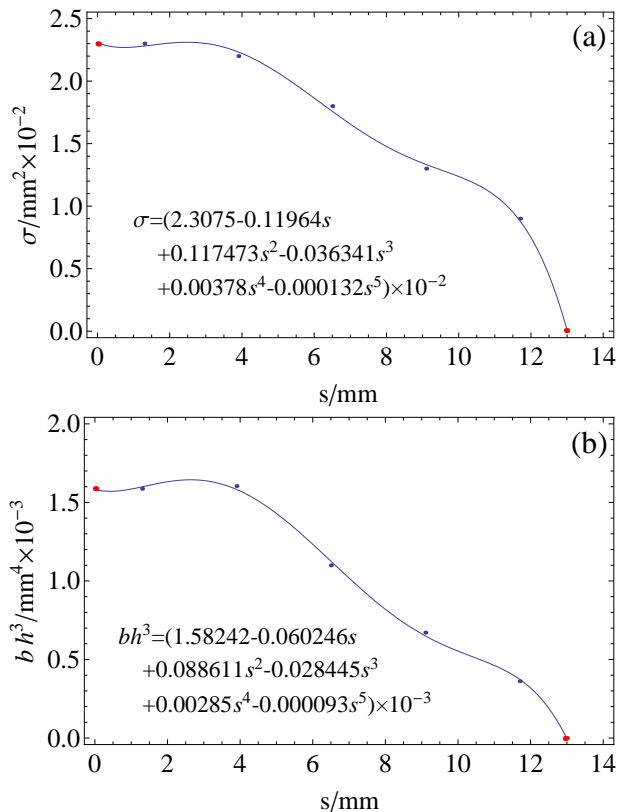 (a)
2.5
2.0
1.5
1.0
0.5
0.0
σ/mm²×10⁻²
σ=(2.3075-0.11964s
+0.117473s²-0.036341s³
+0.00378s⁴-0.000132s⁵)×10⁻²
0 2 4 6 8 10 12 14
s/mm
(b)
2.0
1.5
1.0
0.5
0.0
b h³/mm⁴×10⁻³
bh³=(1.58242-0.060246s
+0.088611s²-0.028445s³
+0.00285s⁴-0.000093s⁵)×10⁻³
0 2 4 6 8 10 12 14
s/mm